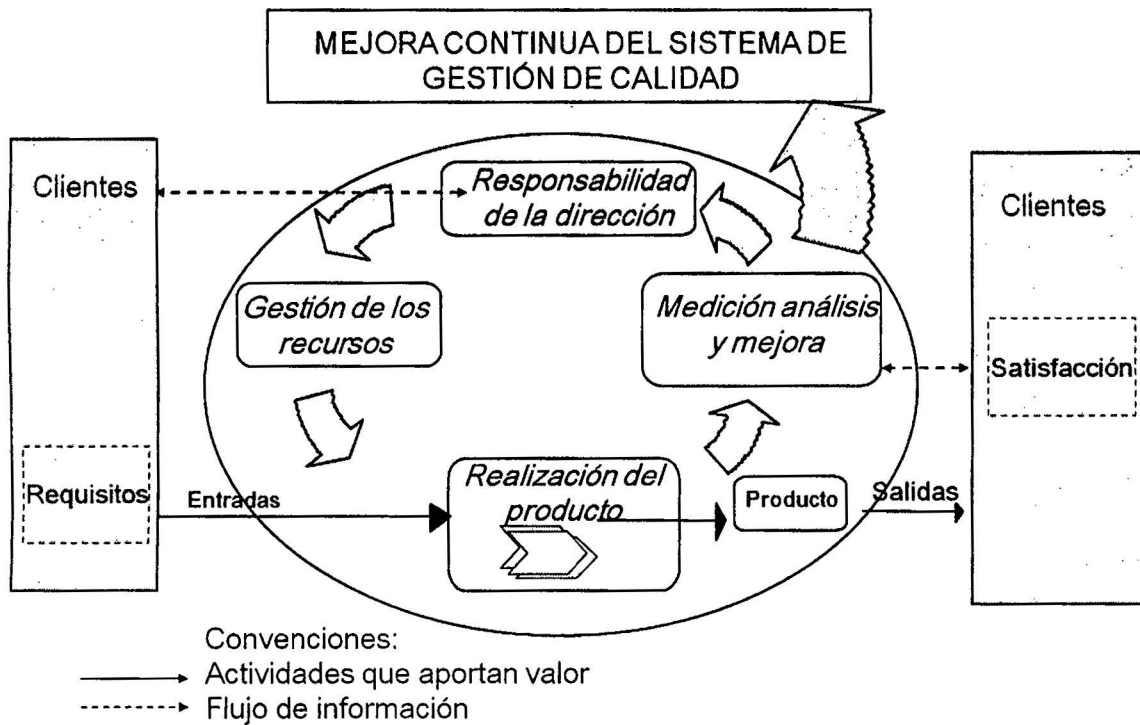 MEJORA CONTINUA DEL SISTEMA DE
GESTIÓN DE CALIDAD
Clientes
Responsabilidad
de la dirección
Clientes
Gestión de los
recursos
Medición análisis
y mejora
Satisfacción
Requisitos
Entradas
Realización del
producto
Producto
Salidas
Convenciones:
Actividades que aportan valor
Flujo de información